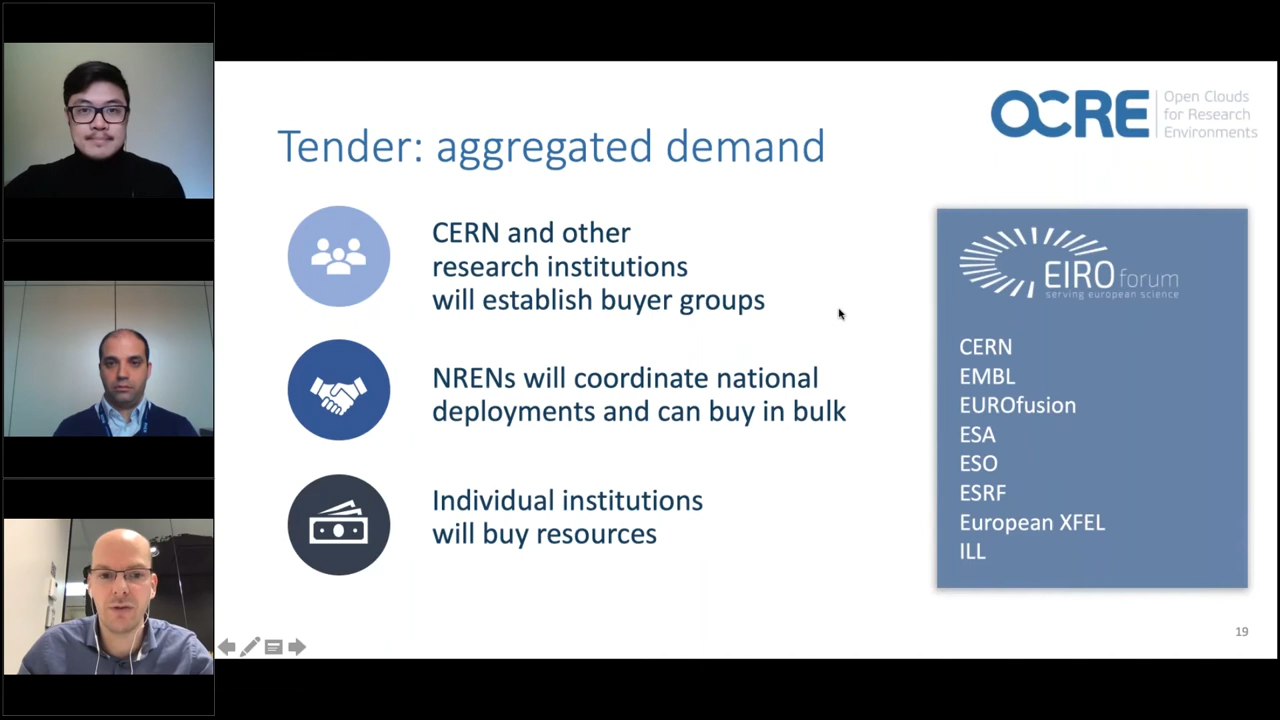 Tender: aggregated demand
OCRE
Open Clouds
for Research
Environments
CERN and other
research institutions
will establish buyer groups
NRENs will coordinate national
deployments and can buy in bulk
Individual institutions
will buy resources
EIROforum
serving european science
CERN
EMBL
EUROfusion
ESA
ESO
ESRF
European XFEL
ILL
19